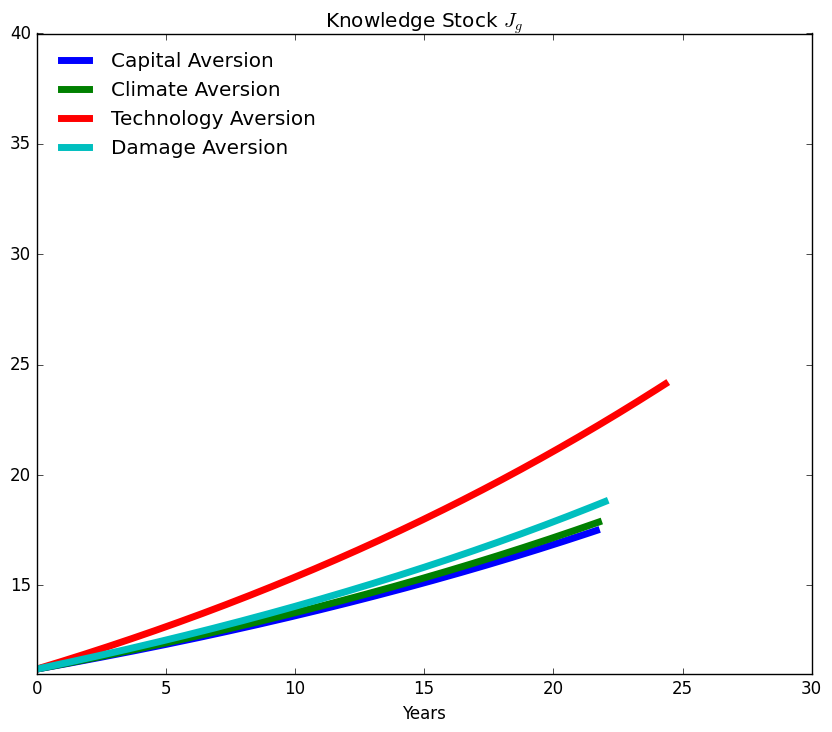 Knowledge Stock J_g
40
35
30
25
20
15
Capital Aversion
Climate Aversion
Technology Aversion
Damage Aversion
0 5 10 15 20 25 30
Years